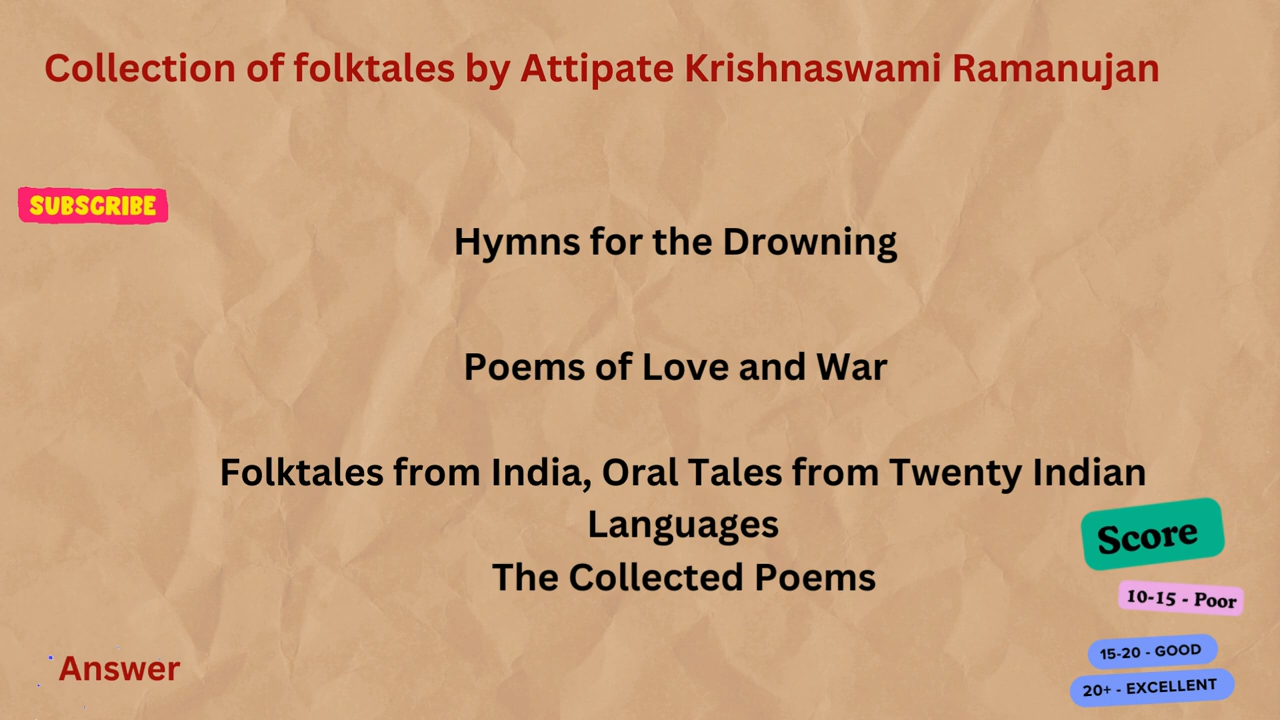 Collection of folktales by Attipate Krishnaswami Ramanujan
SUBSCRIBE
Hymns for the Drowning
Poems of Love and War
Folktales from India, Oral Tales from Twenty Indian
Languages
The Collected Poems
Score
10-15 - Poor
15-20 - GOOD
20+ - EXCELLENT
Answer